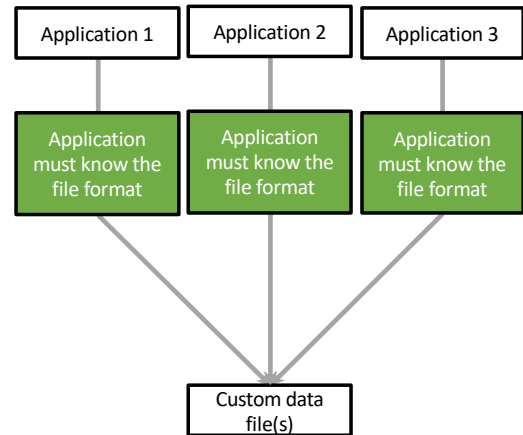 Application 1
Application 2
Application 3
Application
must know the
file format
Application
must know the
file format
Application
must know the
file format
Custom data
file(s)